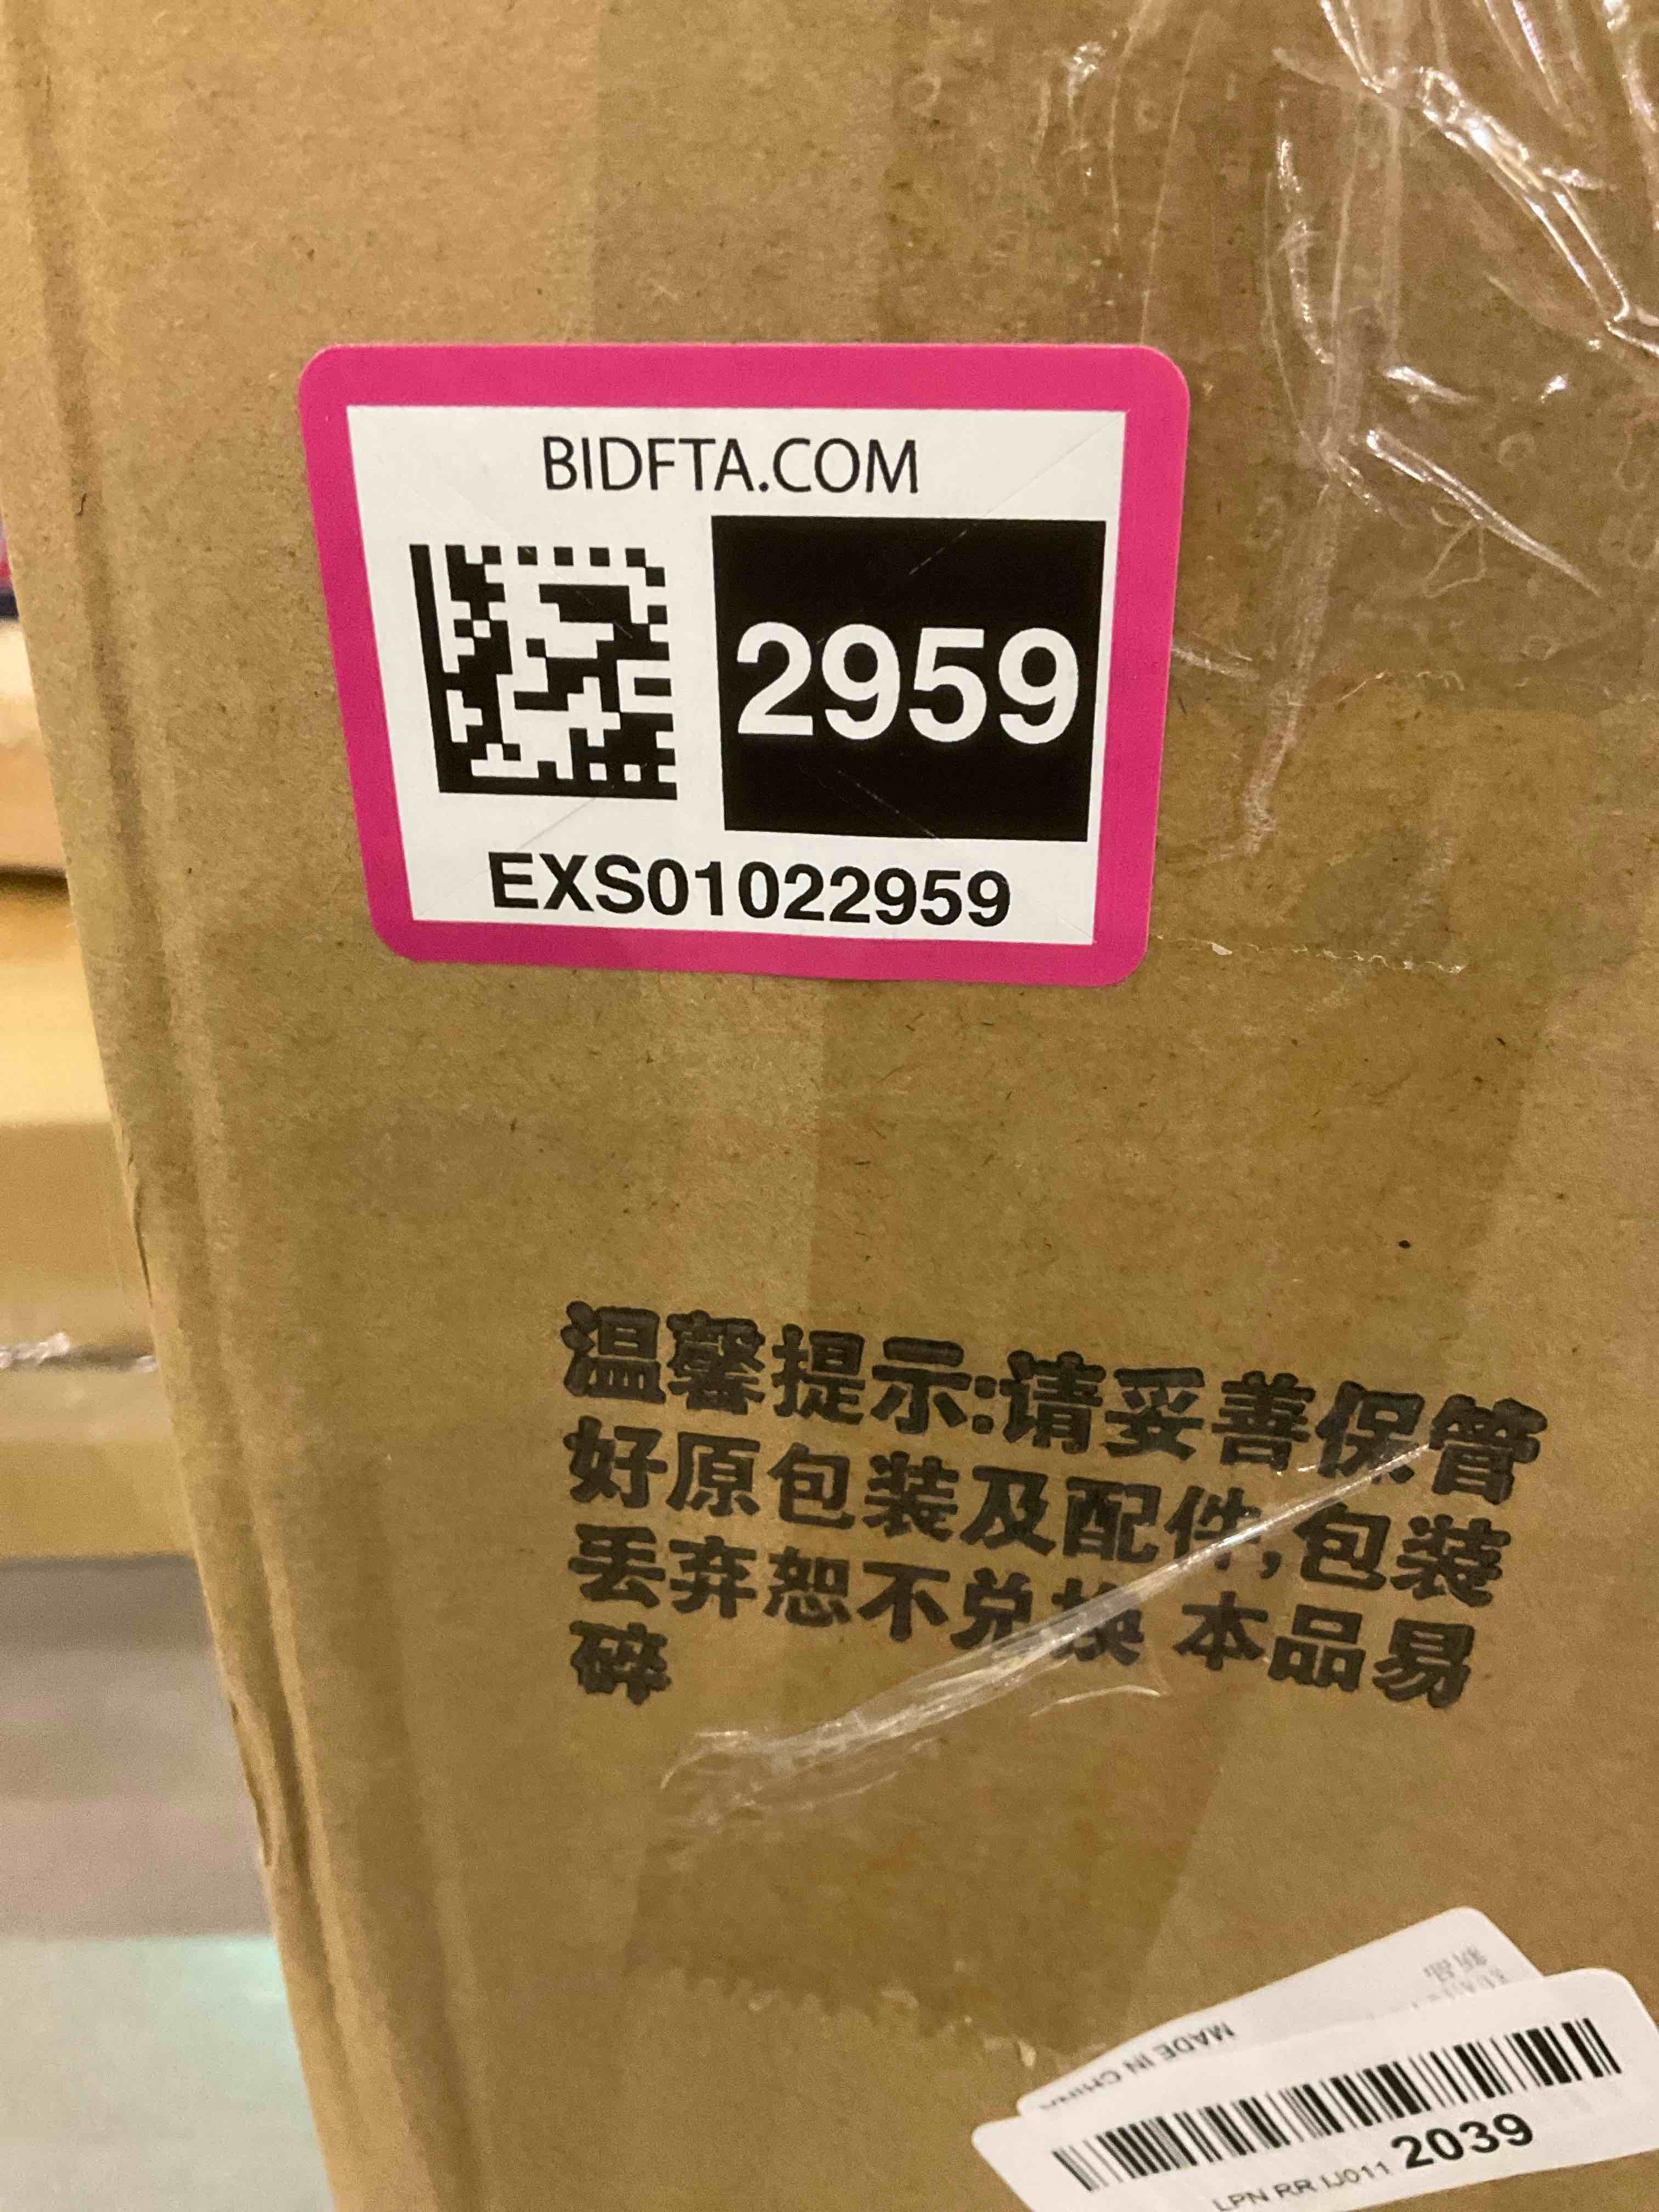 BIDFTA.COM
2959
EXS01022959
温馨提示:请妥善保管
好原包装及配件,包装
丢弃恕不兑换 本品易
碎
新品
MADE IN CHINA
LPN RR IJ011 2039